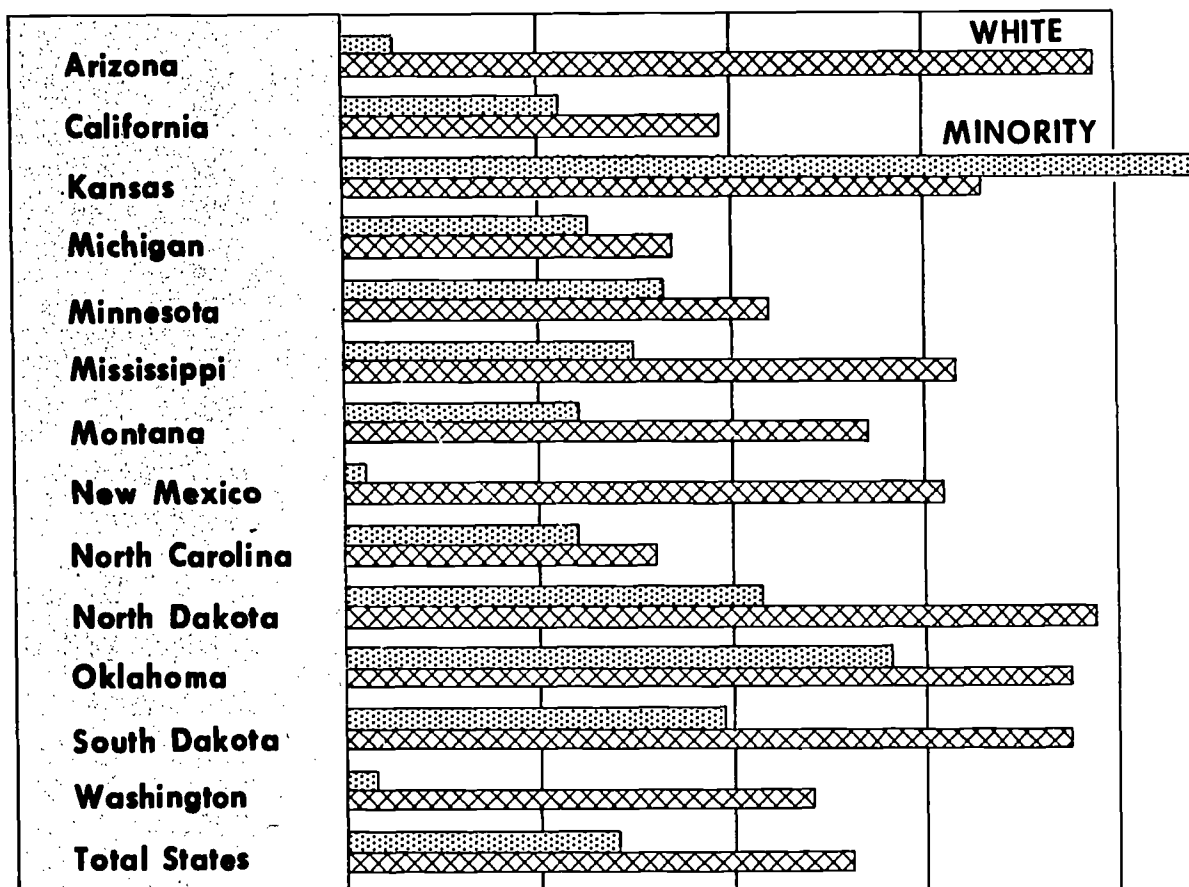 WHITE
Arizona
California
MINORITY
Kansas
Michigan
Minnesota
Mississippi
Montana
New Mexico
North Carolina
North Dakota
Oklahoma
South Dakota
Washington
Total States